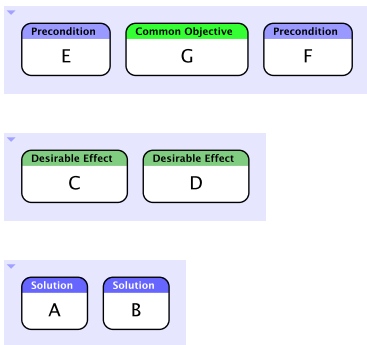 Precondition Common Objective Precondition
E G F
Desirable Effect Desirable Effect
C D
Solution Solution
A B